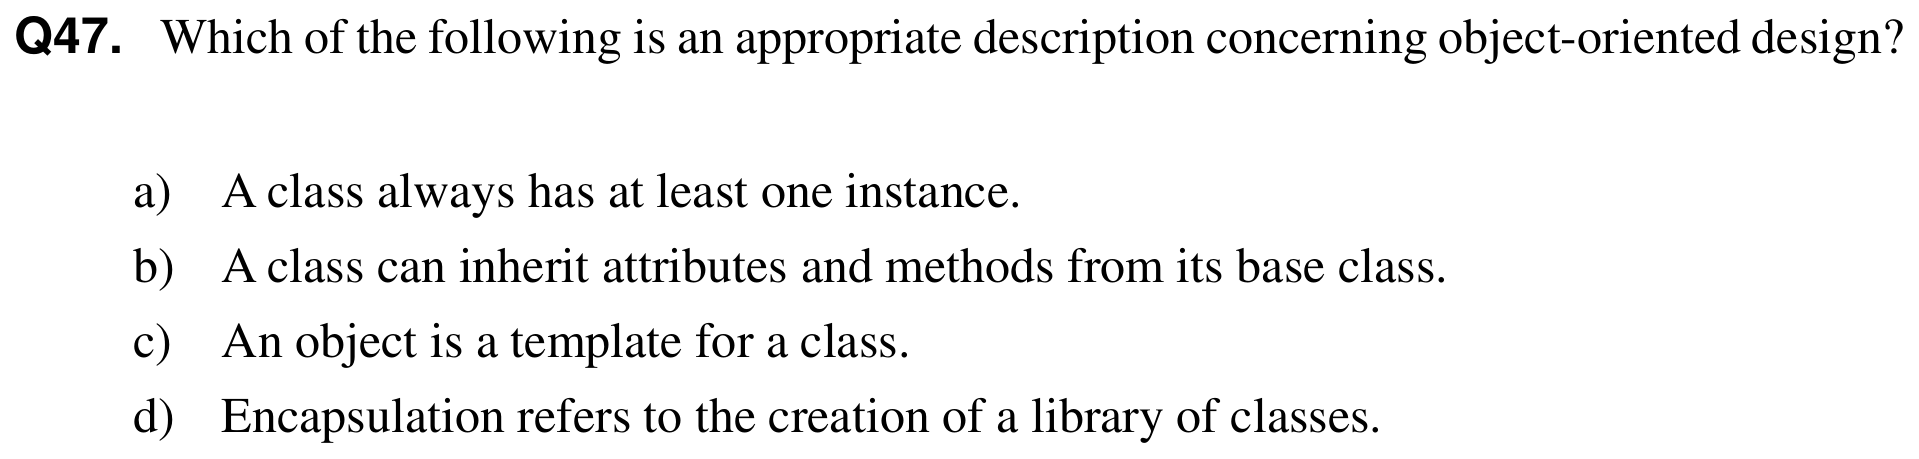 Q47. Which of the following is an appropriate description concerning object-oriented design?
a) A class always has at least one instance.
b) A class can inherit attributes and methods from its base class.
c) An object is a template for a class.
d) Encapsulation refers to the creation of a library of classes.